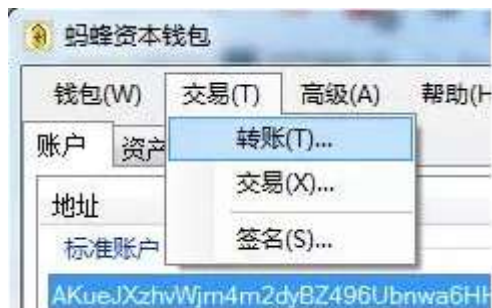 蚂蜂资本钱包
钱包(W) 交易(T) 高级(A) 帮助(H
账户 资产
转账(T)...
交易(X)...
地址
签名(S)...
标准账户